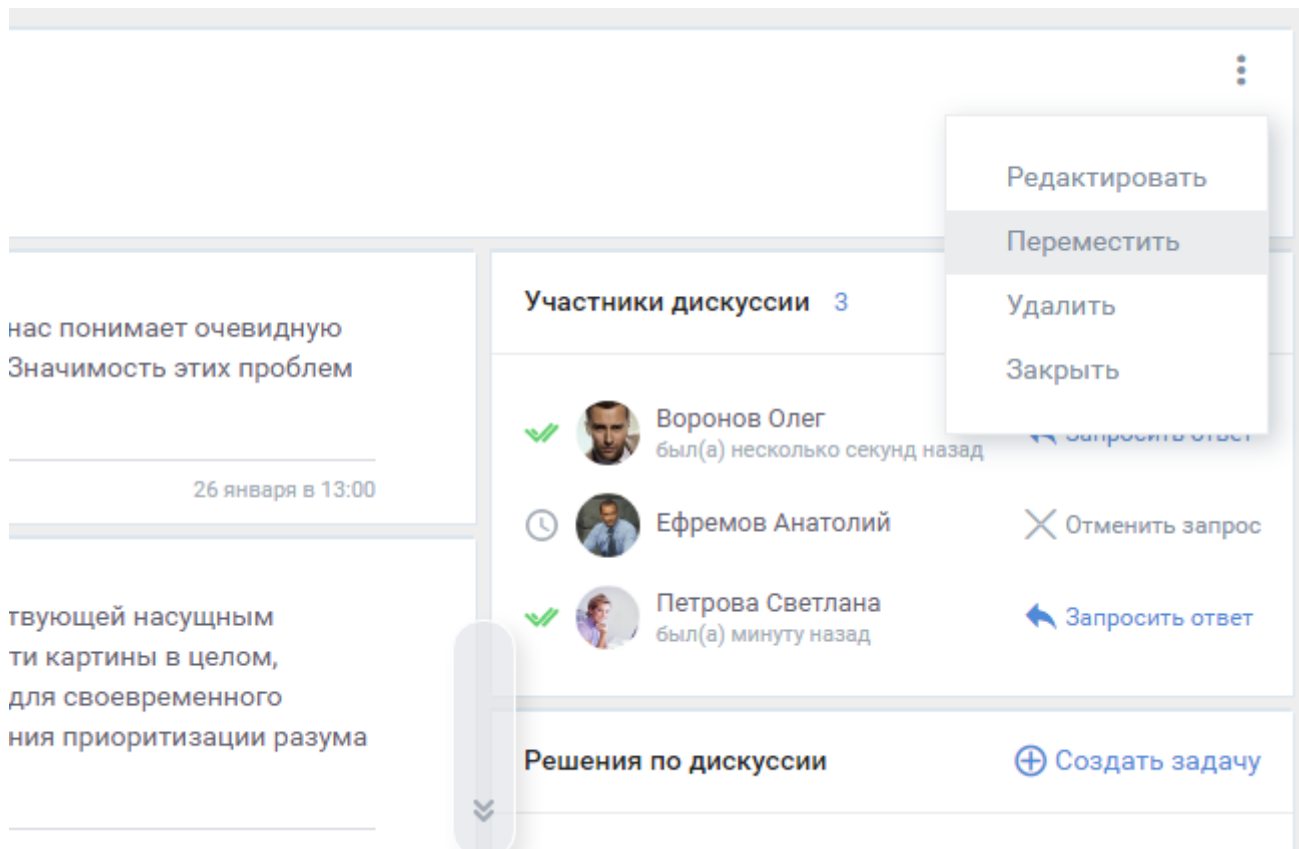 Редактировать
Переместить
Удалить
Закрыть
нас понимает очевидную
Значимость этих проблем
26 января в 13:00
твующей насущным
ти картины в целом,
для своевременного
ния приоритизации разума
Участники дискуссии 3
Воронов Олег
был(а) несколько секунд назад
Запросить ответ
Ефремов Анатолий
Отменить запрос
Петрова Светлана
был(а) минуту назад
Запросить ответ
Решения по дискуссии
Создать задачу